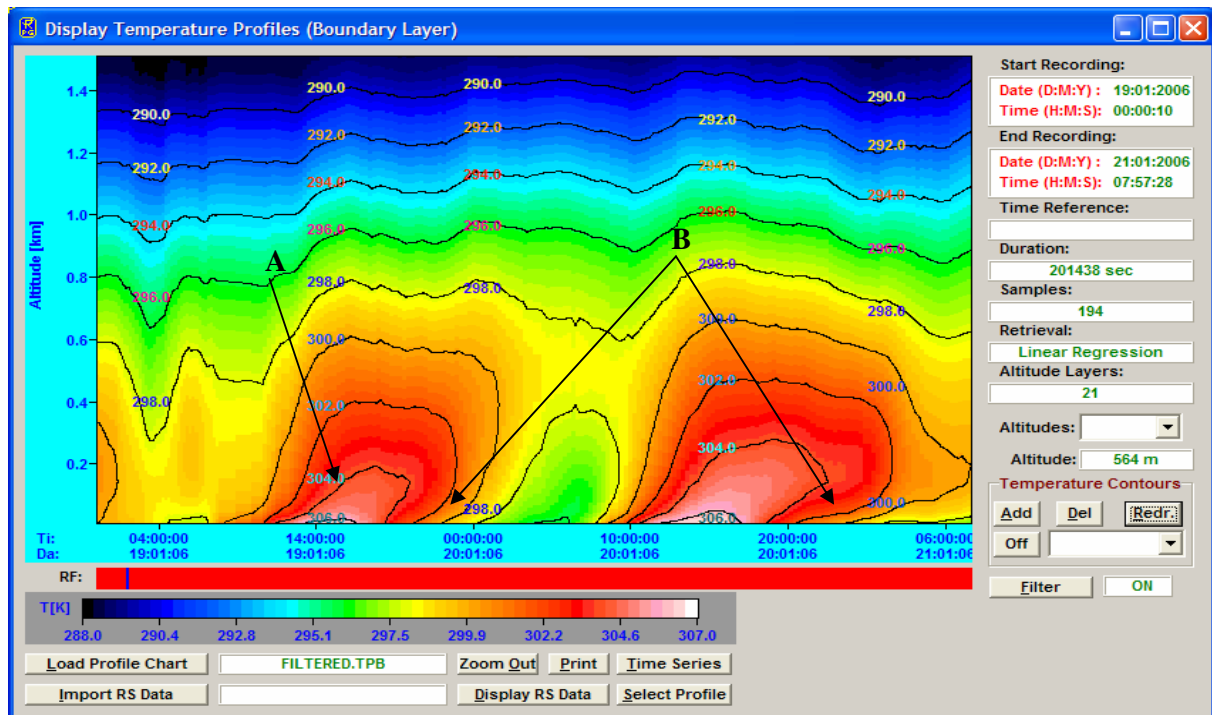 Display Temperature Profiles (Boundary Layer)
Start Recording:
Date (D:M:Y) : 19:01:2006
Time (H:M:S): 00:00:10
End Recording:
Date (D:M:Y) : 21:01:2006
Time (H:M:S): 07:57:28
Time Reference:
Duration:
201438 sec
Samples:
194
Retrieval:
Linear Regression
Altitude Layers:
21
Altitudes:
Altitude: 564 m
Temperature Contours
Add Del Redr.
Off
Filter ON
Altitude [km]
1.4
1.2
1.0
0.8
0.6
0.4
0.2
290.0 290.0 290.0 290.0
292.0 292.0 292.0 292.0 292.0
294.0 294.0 294.0 294.0 294.0
296.0 296.0 296.0 296.0 296.0
A B
298.0 298.0 298.0 298.0 298.0
300.0 300.0 300.0
302.0 302.0
304.0 304.0
306.0 298.0 306.0 300.0
Ti: 04:00:00 14:00:00 00:00:00 10:00:00 20:00:00 06:00:00
Da: 19:01:06 19:01:06 20:01:06 20:01:06 20:01:06 21:01:06
RF:
T[K]
288.0 290.4 292.8 295.1 297.5 299.9 302.2 304.6 307.0
Load Profile Chart FILTERED.TPB Zoom Out Print Time Series
Import RS Data Display RS Data Select Profile